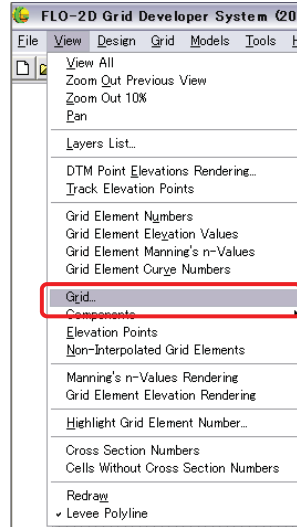 FLO-2D Grid Developer System (20
File View Design Grid Models Tools H
View All
Zoom Out Previous View
Zoom Out 10%
Pan
Layers List...
DTM Point Elevations Rendering...
Track Elevation Points
Grid Element Numbers
Grid Element Elevation Values
Grid Element Manning's n-Values
Grid Element Curve Numbers
Grid...
Components
Elevation Points
Non-Interpolated Grid Elements
Manning's n-Values Rendering
Grid Element Elevation Rendering
Highlight Grid Element Number...
Cross Section Numbers
Cells Without Cross Section Numbers
Redraw
Levee Polyline